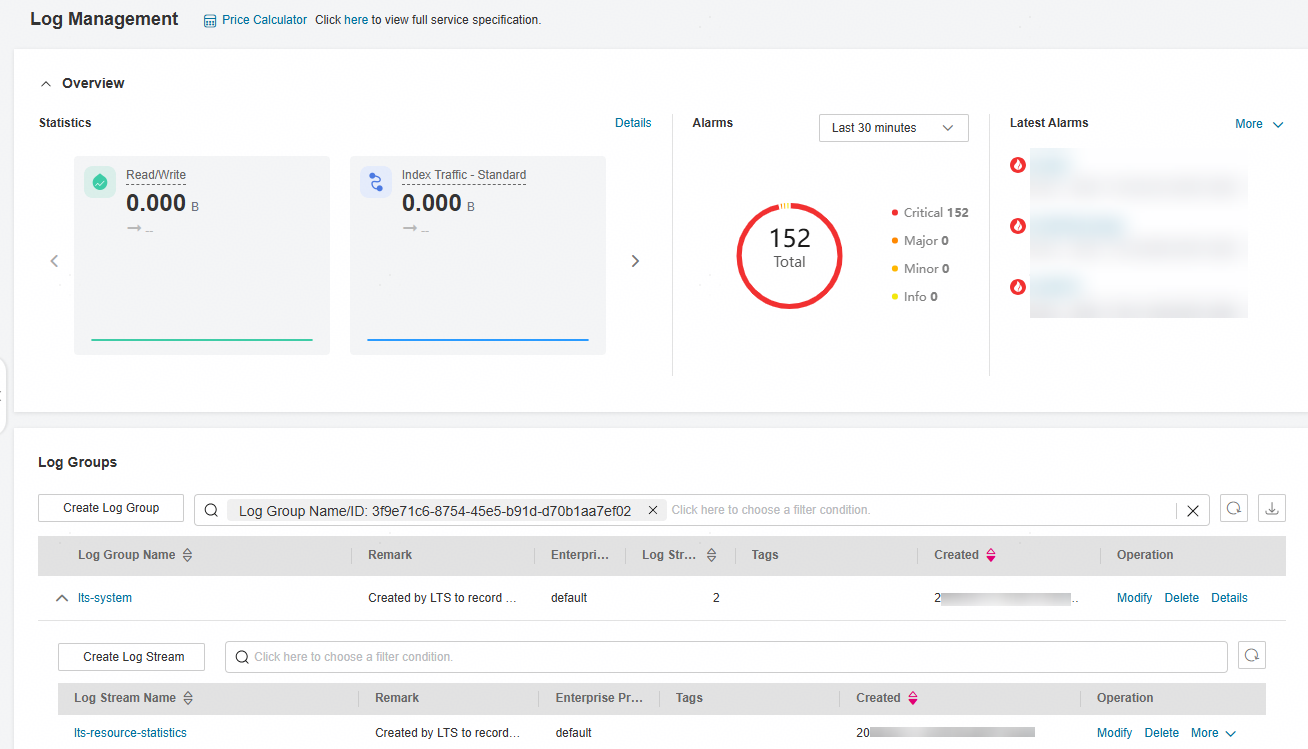 Log Management Price Calculator Click here to view full service specification.
Overview
Statistics Details
Read/Write
0.000 B
--
Index Traffic - Standard
0.000 B
--
Alarms Last 30 minutes
152
Total
Critical 152
Major 0
Minor 0
Info 0
Latest Alarms More
Log Groups
Create Log Group Log Group Name/ID: 3f9e71c6-8754-45e5-b91d-d70b1aa7ef02 Click here to choose a filter condition.
Log Group Name Remark Enterpri... Log Str... Tags Created Operation
lts-system Created by LTS to record ... default 2 2 .. Modify Delete Details
Create Log Stream Click here to choose a filter condition.
Log Stream Name Remark Enterprise Pr... Tags Created Operation
lts-resource-statistics Created by LTS to record... default 20 Modify Delete More